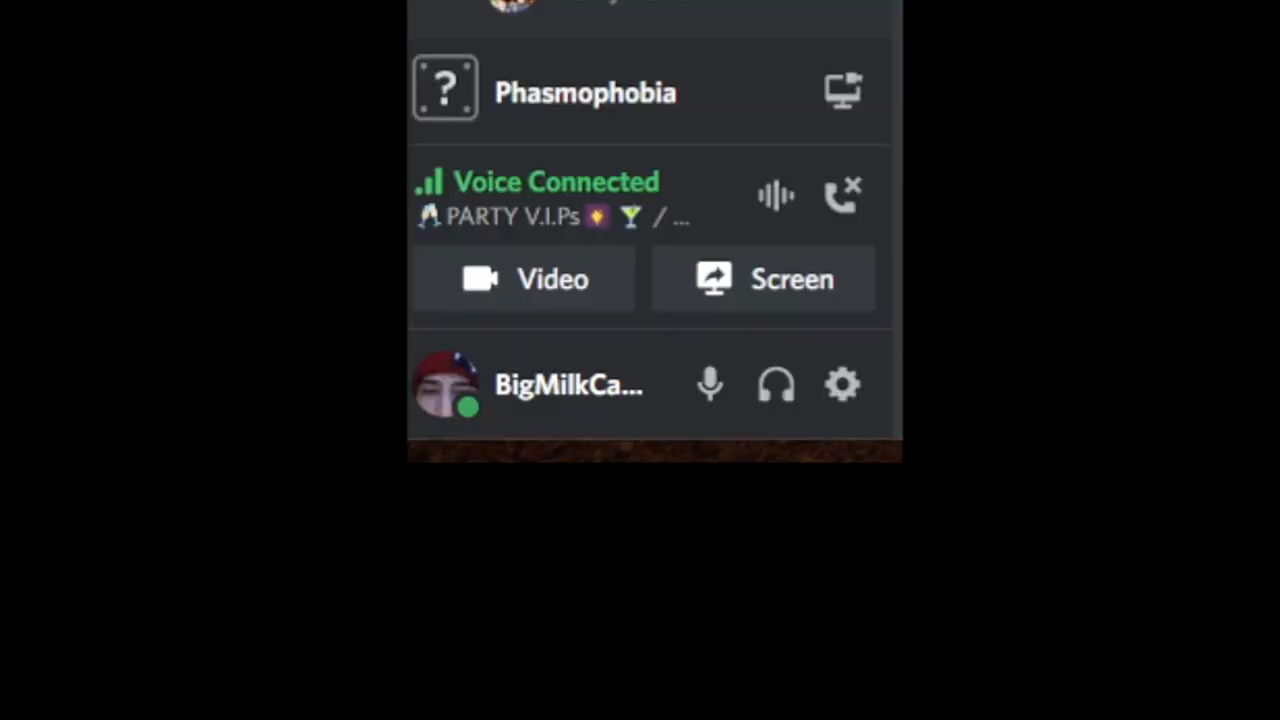 Phasmophobia
Voice Connected
🥂 PARTY V.I.Ps 🎇 🍸 / ...
Video
Screen
BigMilkCa...